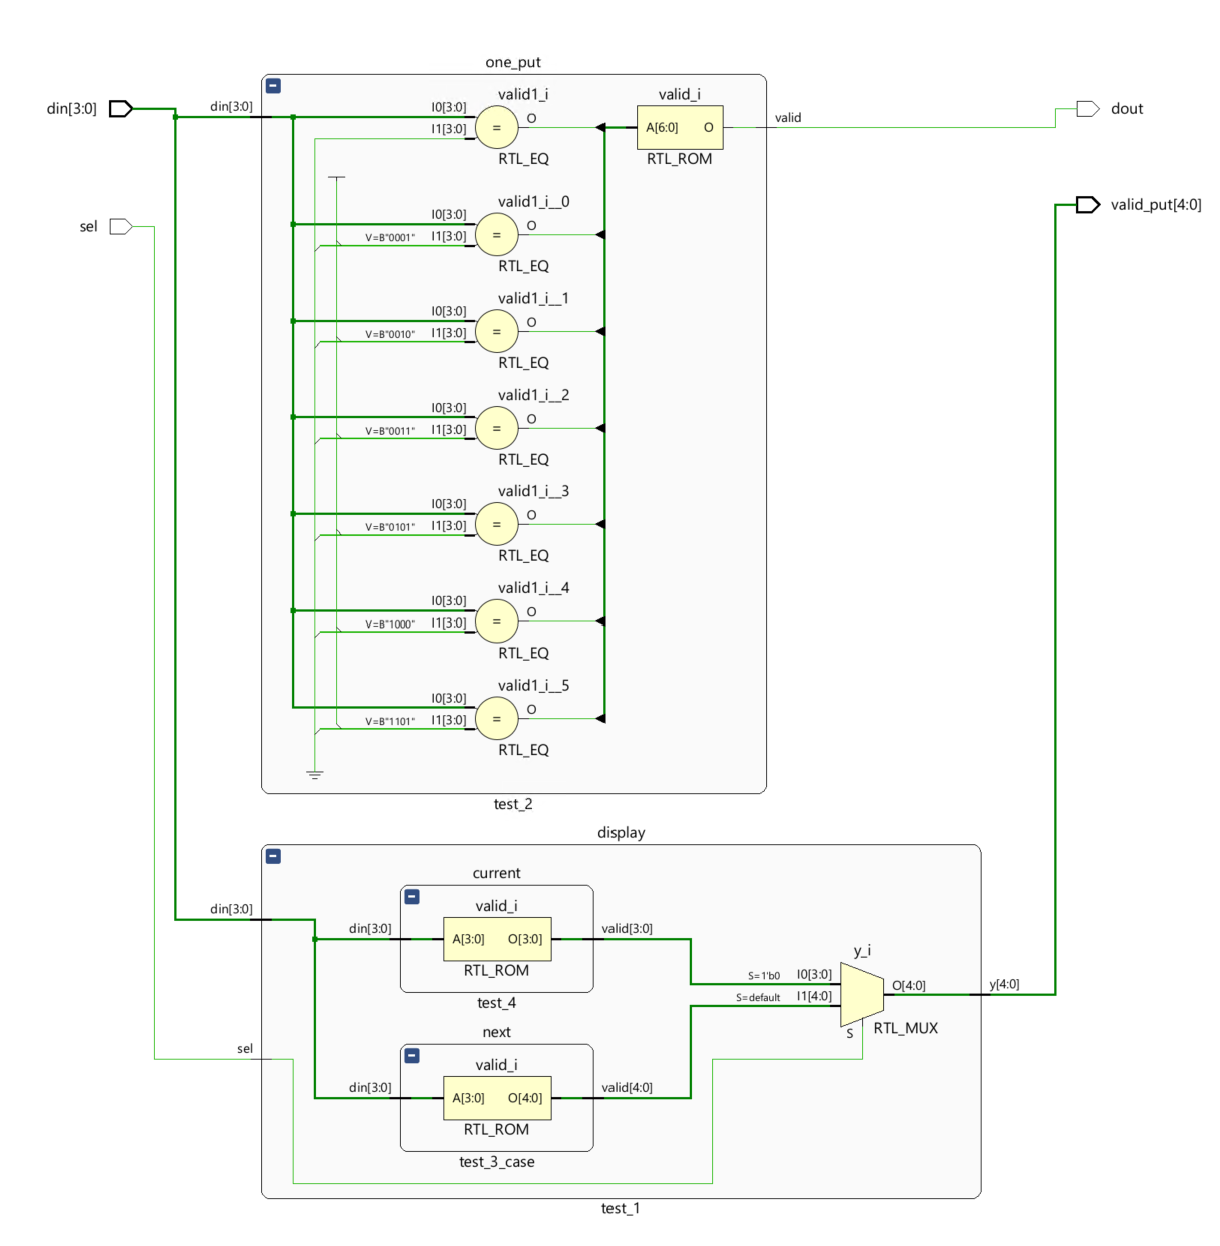 one_put
din[3:0]
din[3:0]
I0[3:0]
I1[3:0]
valid1_i
O
=
RTL_EQ
valid_i
A[6:0] O
RTL_ROM
valid
dout
sel
valid_put[4:0]
V=B"0001"
I0[3:0]
I1[3:0]
valid1_i__0
O
=
RTL_EQ
V=B"0010"
I0[3:0]
I1[3:0]
valid1_i__1
O
=
RTL_EQ
V=B"0011"
I0[3:0]
I1[3:0]
valid1_i__2
O
=
RTL_EQ
V=B"0101"
I0[3:0]
I1[3:0]
valid1_i__3
O
=
RTL_EQ
V=B"1000"
I0[3:0]
I1[3:0]
valid1_i__4
O
=
RTL_EQ
V=B"1101"
I0[3:0]
I1[3:0]
valid1_i__5
O
=
RTL_EQ
test_2
display
din[3:0]
current
din[3:0]
valid_i
A[3:0] O[3:0]
RTL_ROM
valid[3:0]
test_4
S=1'b0 I0[3:0]
S=default I1[4:0]
y_i
O[4:0]
S
RTL_MUX
y[4:0]
sel
next
din[3:0]
valid_i
A[3:0] O[4:0]
RTL_ROM
valid[4:0]
test_3_case
test_1